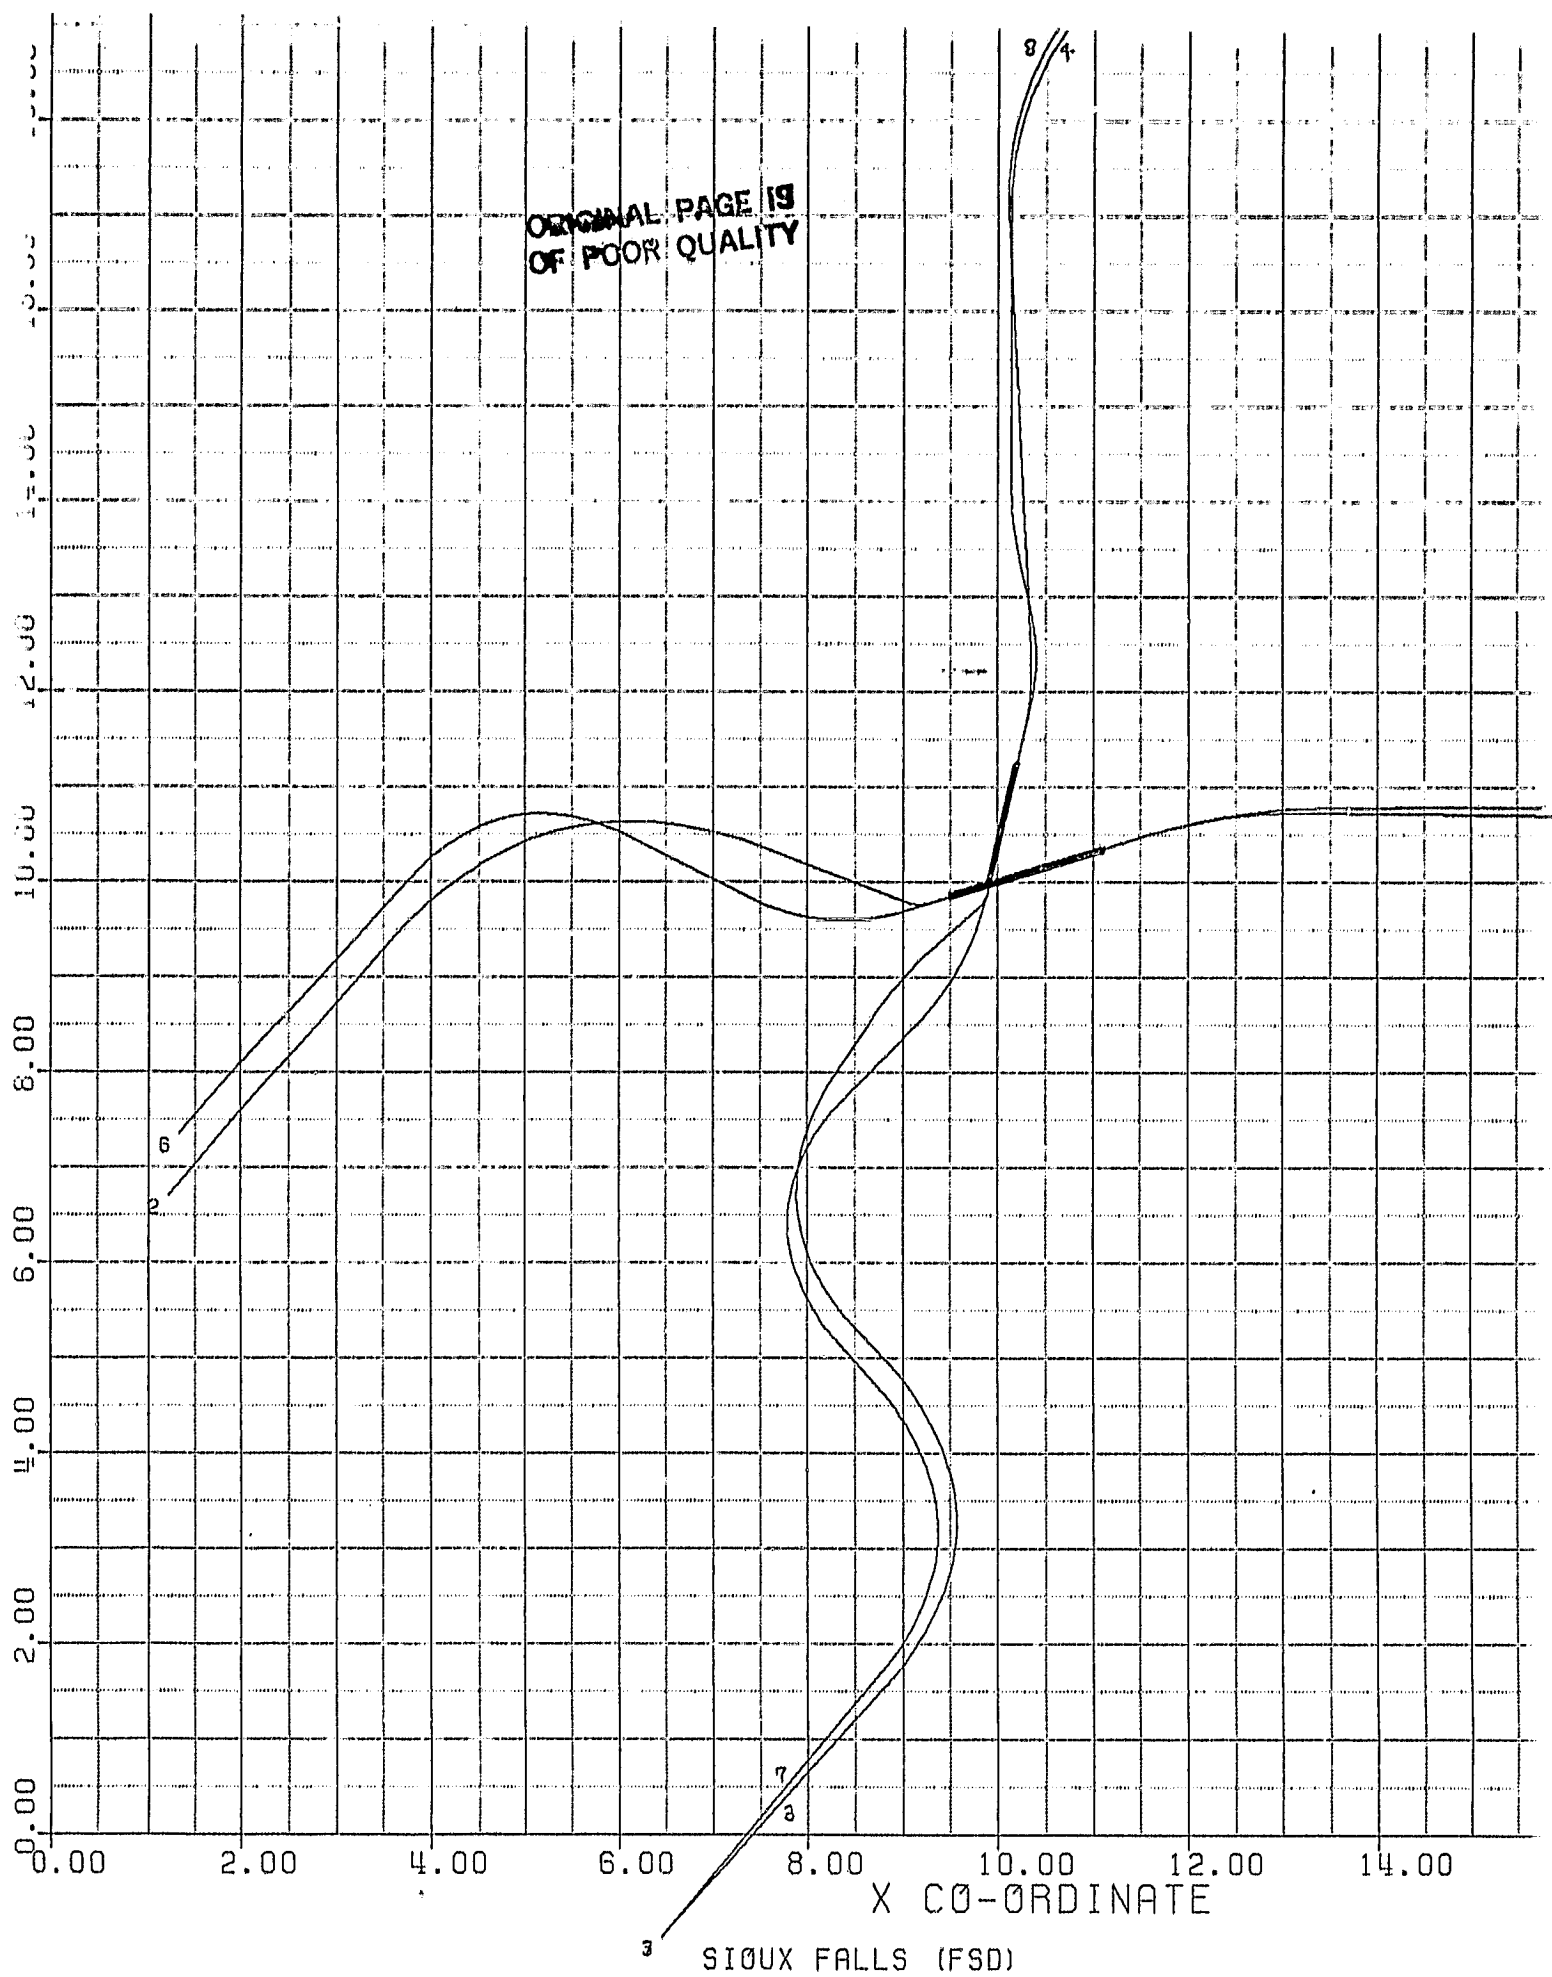 8 4
ORIGINAL PAGE IS
OF POOR QUALITY
12.00
10.00
8.00
6
2
6.00
4.00
2.00
7
3
0.00
0.00 2.00 4.00 6.00 8.00 10.00 12.00 14.00
X CO-ORDINATE
3
SIOUX FALLS (FSD)